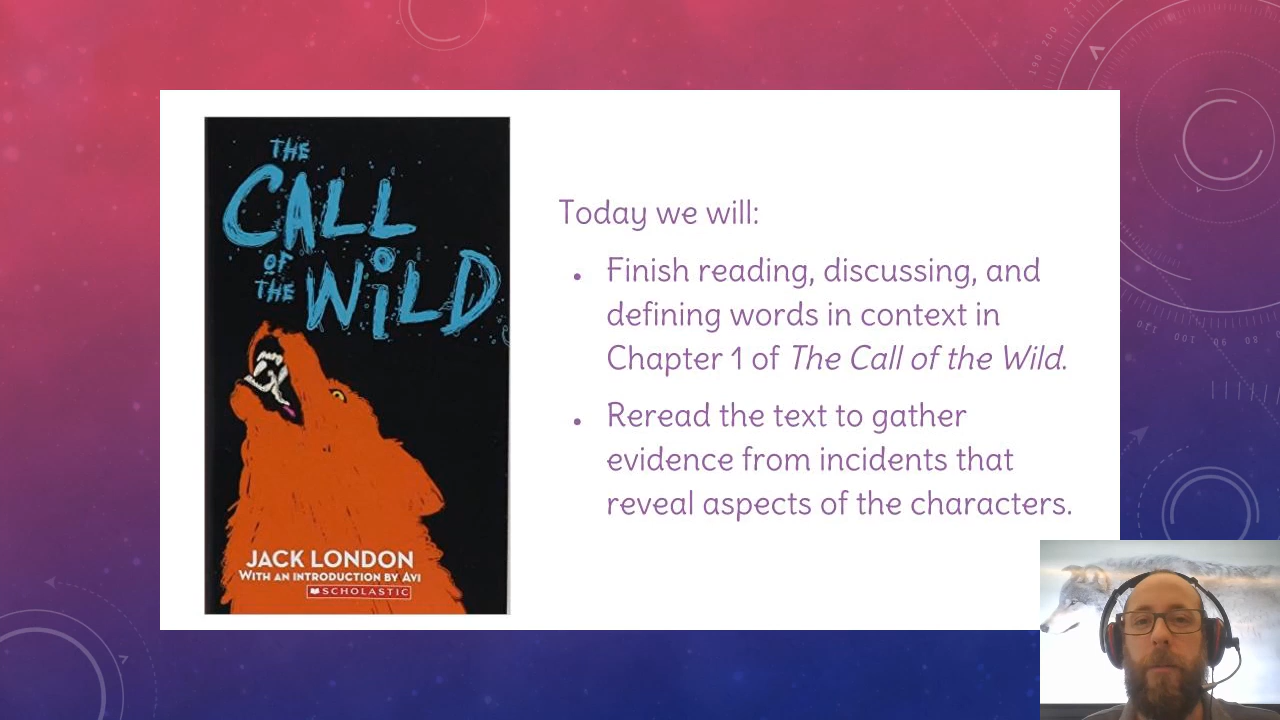 THE
CALL
OF
THE WiLD
JACK LONDON
WITH AN INTRODUCTION BY AVI
SCHOLASTIC
Today we will:
• Finish reading, discussing, and
defining words in context in
Chapter 1 of The Call of the Wild.
• Reread the text to gather
evidence from incidents that
reveal aspects of the characters.
190 200